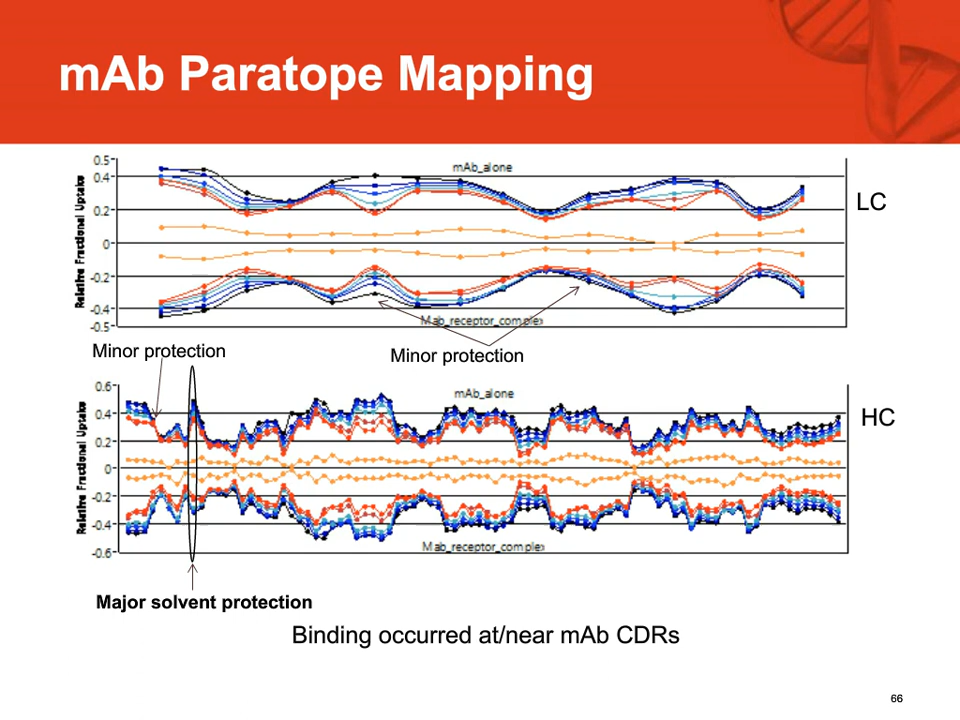 mAb Paratope Mapping
0.5
0.4
0.2
0
-0.2
-0.4
-0.5
Relative Fractional Uptake
mAb_alone
Mab_receptor_complex
LC
Minor protection
Minor protection
0.6
0.4
0.2
0
-0.2
-0.4
-0.6
Relative Fractional Uptake
mAb_alone
Mab_receptor_complex
HC
Major solvent protection
Binding occurred at/near mAb CDRs
66